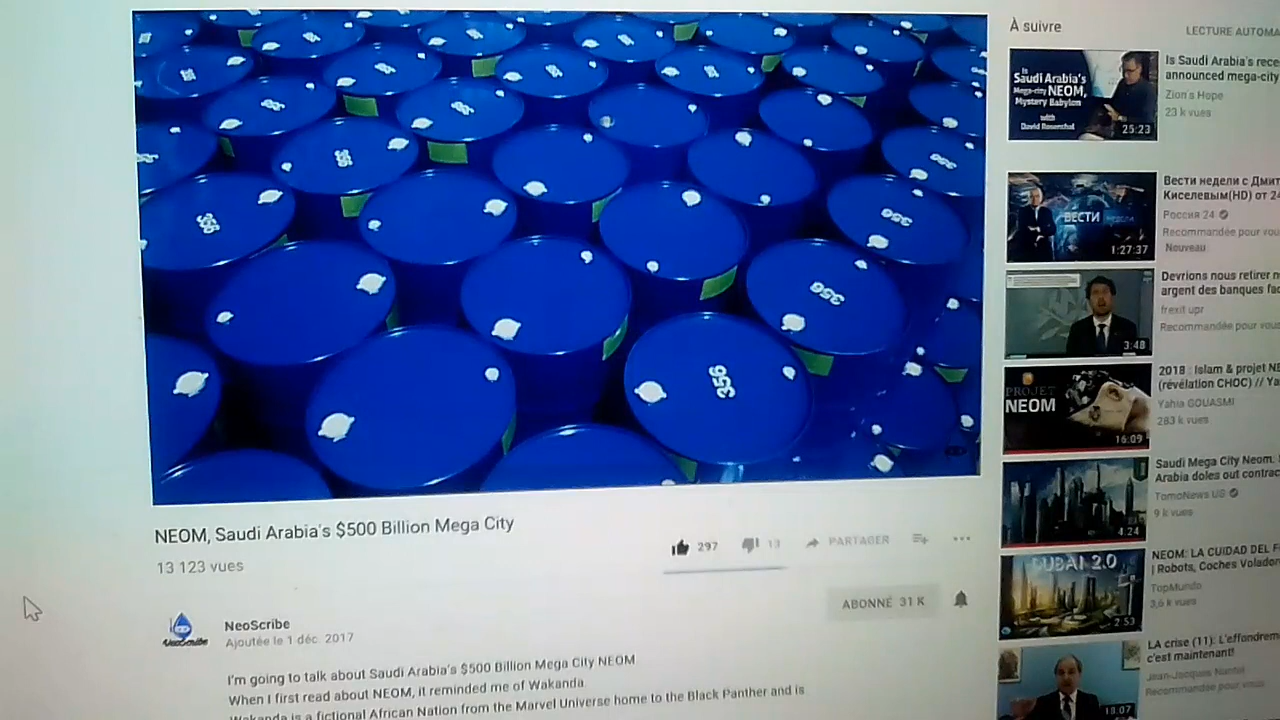 356
356
356
NEOM, Saudi Arabia's $500 Billion Mega City
13 123 vues
297
13
PARTAGER
ABONNÉ 31 K
NeoScribe
NeoScribe
Ajoutée le 1 déc. 2017
I'm going to talk about Saudi Arabia's $500 Billion Mega City NEOM
When I first read about NEOM, it reminded me of Wakanda.
Wakanda is a fictional African Nation from the Marvel Universe home to the Black Panther and is
À suivre
LECTURE AUTOMA
Is
Saudi Arabia's
Mega-city NEOM,
Mystery Babylon
with
David Rosenthal
25:23
Is Saudi Arabia's rece
announced mega-city
Zion's Hope
23 k vues
ВЕСТИ НЕДЕЛИ
1:27:37
Вести недели с Дмит
Киселевым(HD) от 24
Россия 24
Recommandée pour vou
Nouveau
3:48
Devrions nous retirer n
argent des banques fac
frexit upr
Recommandée pour vous
PROJET
NEOM
16:09
2018 : Islam & projet NE
(révélation CHOC) // Ya
Yahia GOUASMI
283 k vues
4:24
Saudi Mega City Neom:
Arabia doles out contrac
TomoNews US
9 k vues
DUBAI 2.0
2:53
NEOM: LA CUIDAD DEL F
| Robots, Coches Volador
TopMundo
3,6 k vues
LA crise (11): L'effondrem
c'est maintenant!
Recommandée pour vous